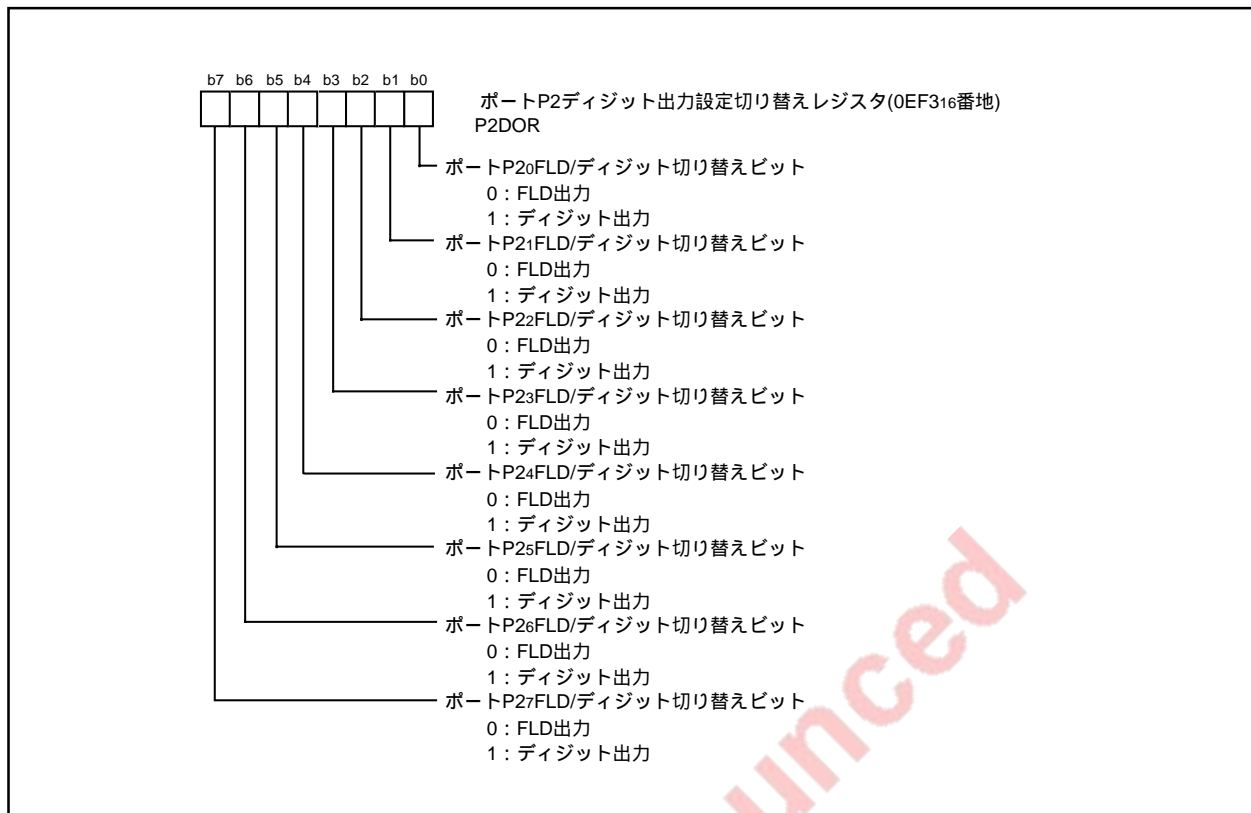 b7 b6 b5 b4 b3 b2 b1 b0
ポートP2ディジット出力設定切り替えレジスタ(0EF316番地)
P2DOR
ポートP20FLD/ディジット切り替えビット
0：FLD出力
1：ディジット出力
ポートP21FLD/ディジット切り替えビット
0：FLD出力
1：ディジット出力
ポートP22FLD/ディジット切り替えビット
0：FLD出力
1：ディジット出力
ポートP23FLD/ディジット切り替えビット
0：FLD出力
1：ディジット出力
ポートP24FLD/ディジット切り替えビット
0：FLD出力
1：ディジット出力
ポートP25FLD/ディジット切り替えビット
0：FLD出力
1：ディジット出力
ポートP26FLD/ディジット切り替えビット
0：FLD出力
1：ディジット出力
ポートP27FLD/ディジット切り替えビット
0：FLD出力
1：ディジット出力
unced